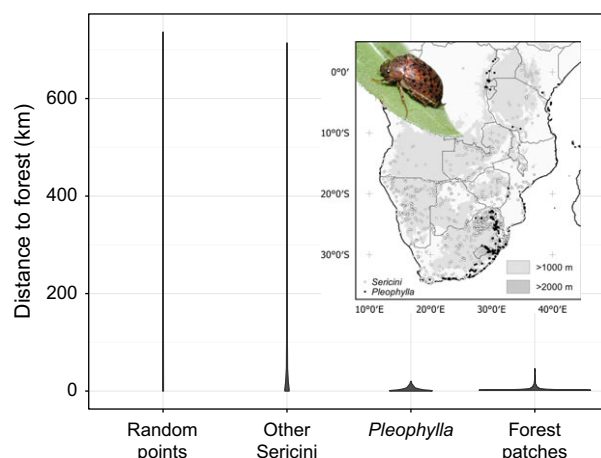 Distance to forest (km)
600
400
200
0
0°0'
10°0'S
20°0'S
30°0'S
Sericini
Pleophylla
>1000 m
>2000 m
10°0'E 20°0'E 30°0'E 40°0'E
Random
points
Other
Sericini
Pleophylla
Forest
patches